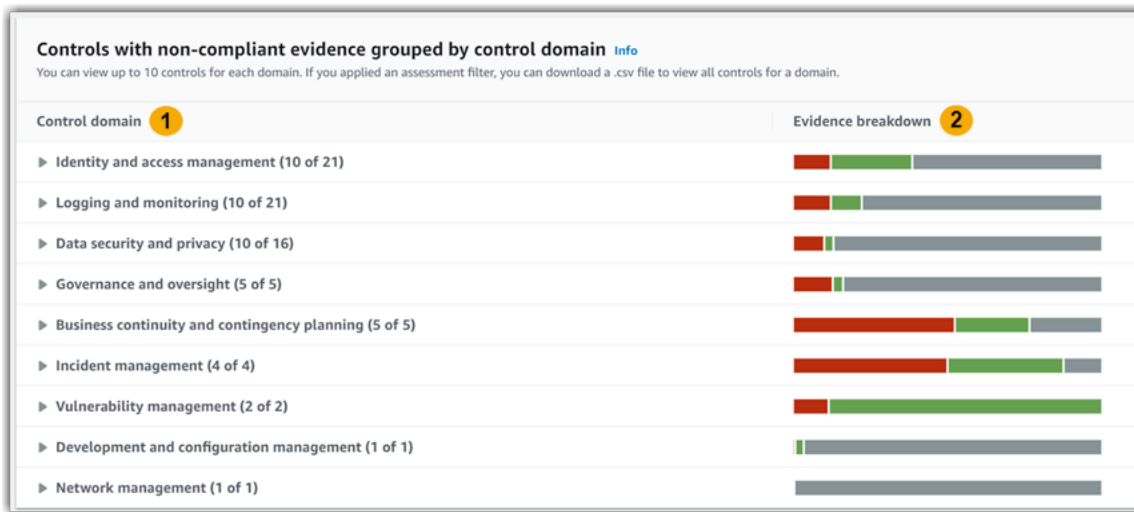 Controls with non-compliant evidence grouped by control domain Info
You can view up to 10 controls for each domain. If you applied an assessment filter, you can download a .csv file to view all controls for a domain.
Control domain 1 Evidence breakdown 2
Identity and access management (10 of 21)
Logging and monitoring (10 of 21)
Data security and privacy (10 of 16)
Governance and oversight (5 of 5)
Business continuity and contingency planning (5 of 5)
Incident management (4 of 4)
Vulnerability management (2 of 2)
Development and configuration management (1 of 1)
Network management (1 of 1)